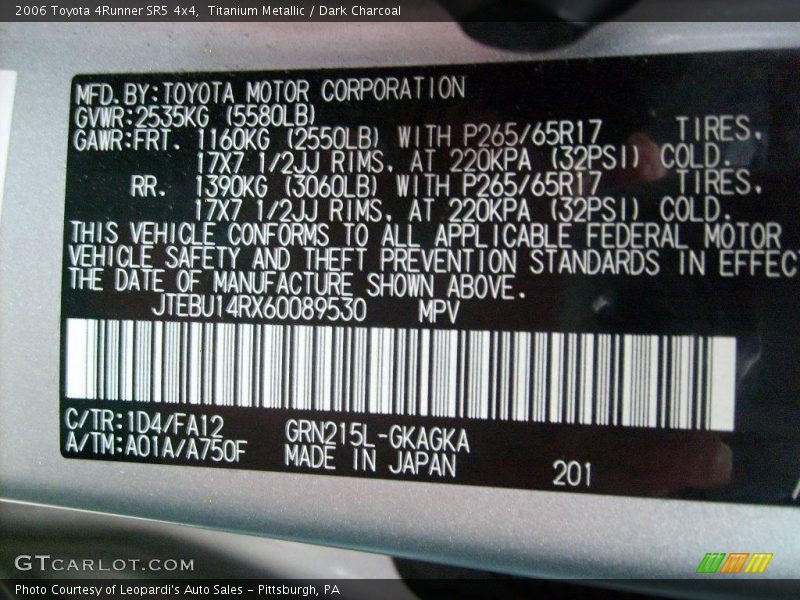 2006 Toyota 4Runner SR5 4x4,  Titanium Metallic / Dark Charcoal
MFD.BY:TOYOTA MOTOR CORPORATION
GVWR:2535KG (5580LB)
GAWR:FRT. 1160KG (2550LB) WITH P265/65R17 TIRES,
17X7 1/2JJ RIMS, AT 220KPA (32PSI) COLD.
RR. 1390KG (3060LB) WITH P265/65R17 TIRES,
17X7 1/2JJ RIMS, AT 220KPA (32PSI) COLD.
THIS VEHICLE CONFORMS TO ALL APPLICABLE FEDERAL MOTOR
VEHICLE SAFETY AND THEFT PREVENTION STANDARDS IN EFFEC
THE DATE OF MANUFACTURE SHOWN ABOVE.
JTEBU14RX60089530 MPV
C/TR:1D4/FA12 GRN215L-GKAGKA
A/TM:A01A/A750F MADE IN JAPAN 201
GTCARLOT.COM
Photo Courtesy of Leopardi's Auto Sales - Pittsburgh, PA